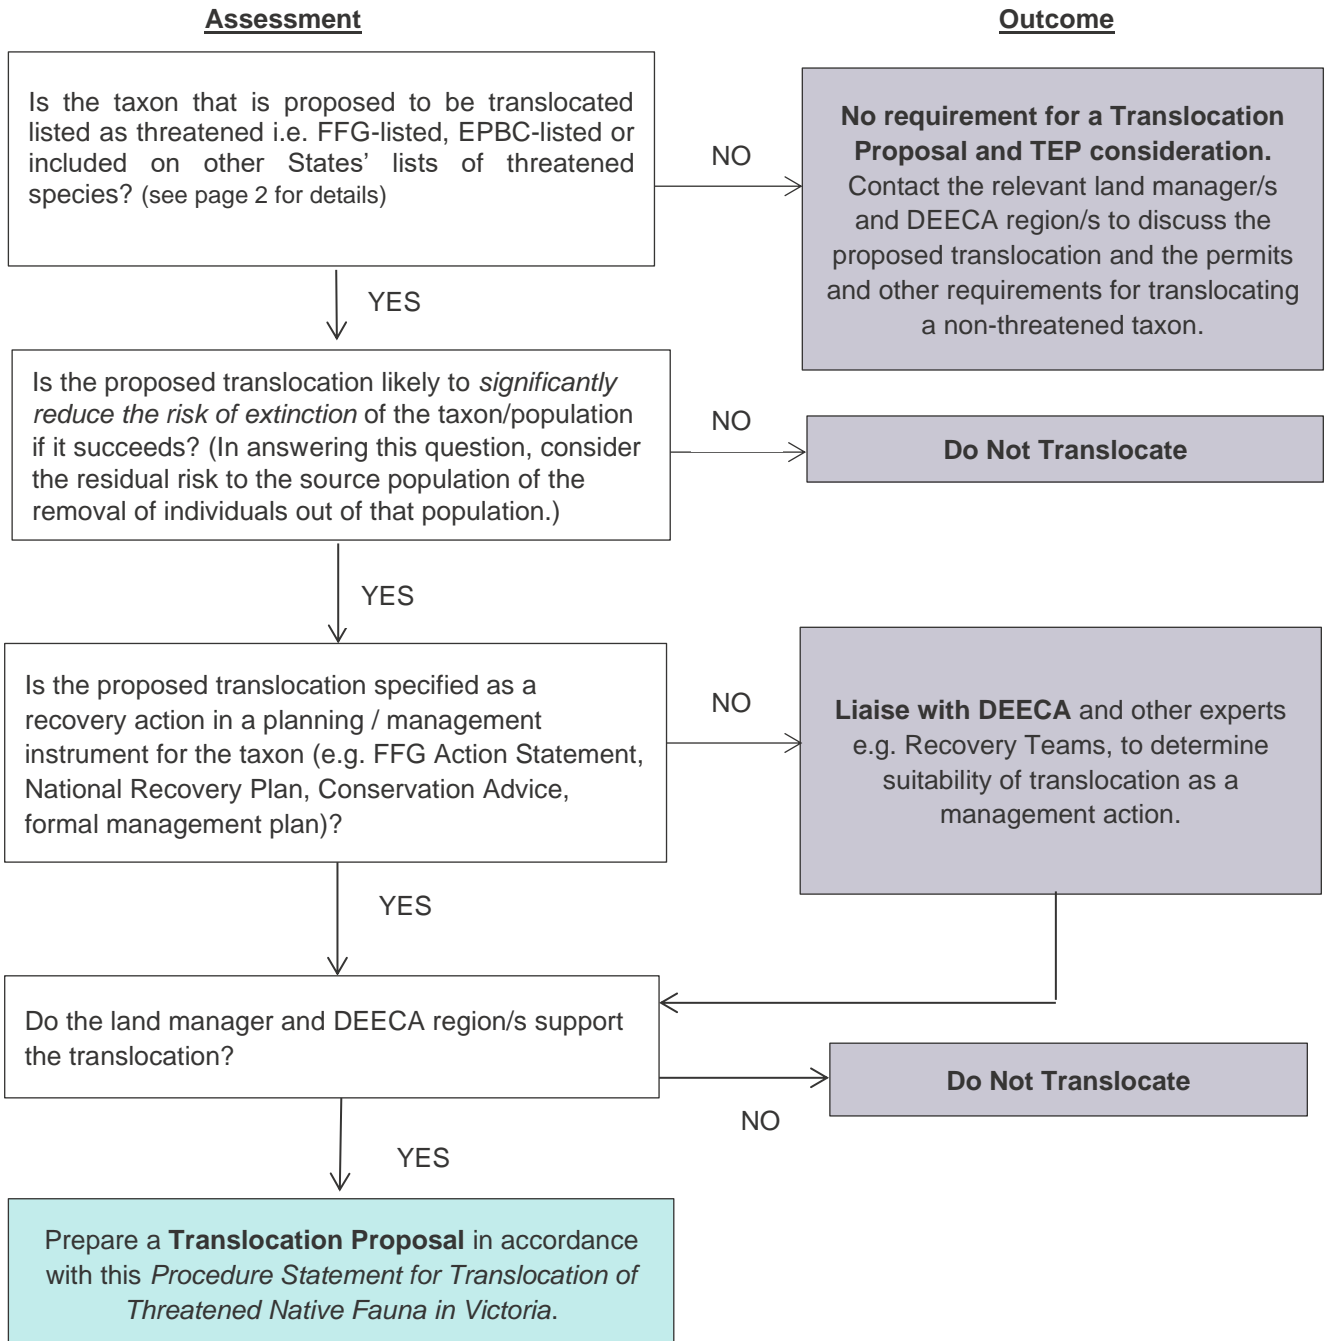 Assessment
Outcome
Is the taxon that is proposed to be translocated
listed as threatened i.e. FFG-listed, EPBC-listed or
included on other States' lists of threatened
species? (see page 2 for details)
NO
No requirement for a Translocation
Proposal and TEP consideration.
Contact the relevant land manager/s
and DEECA region/s to discuss the
proposed translocation and the permits
and other requirements for translocating
a non-threatened taxon.
YES
Is the proposed translocation likely to significantly
reduce the risk of extinction of the taxon/population
if it succeeds? (In answering this question, consider
the residual risk to the source population of the
removal of individuals out of that population.)
NO
Do Not Translocate
YES
Is the proposed translocation specified as a
recovery action in a planning / management
instrument for the taxon (e.g. FFG Action Statement,
National Recovery Plan, Conservation Advice,
formal management plan)?
NO
Liaise with DEECA and other experts
e.g. Recovery Teams, to determine
suitability of translocation as a
management action.
YES
Do the land manager and DEECA region/s support
the translocation?
NO
Do Not Translocate
YES
Prepare a Translocation Proposal in accordance
with this Procedure Statement for Translocation of
Threatened Native Fauna in Victoria.